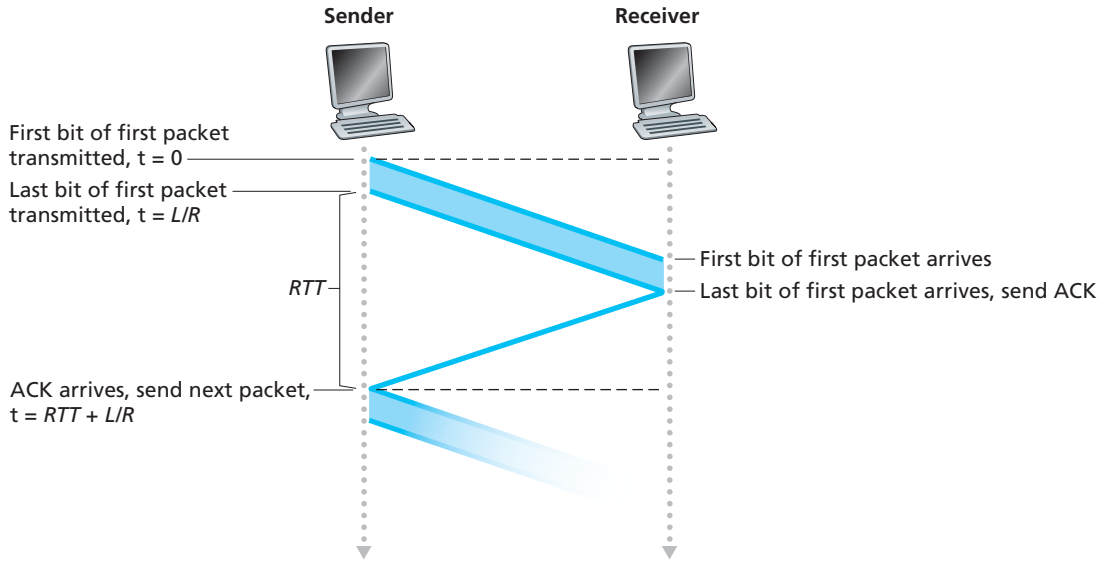 Sender
Receiver
First bit of first packet
transmitted, t = 0
Last bit of first packet
transmitted, t = L/R
First bit of first packet arrives
RTT
Last bit of first packet arrives, send ACK
ACK arrives, send next packet,
t = RTT + L/R